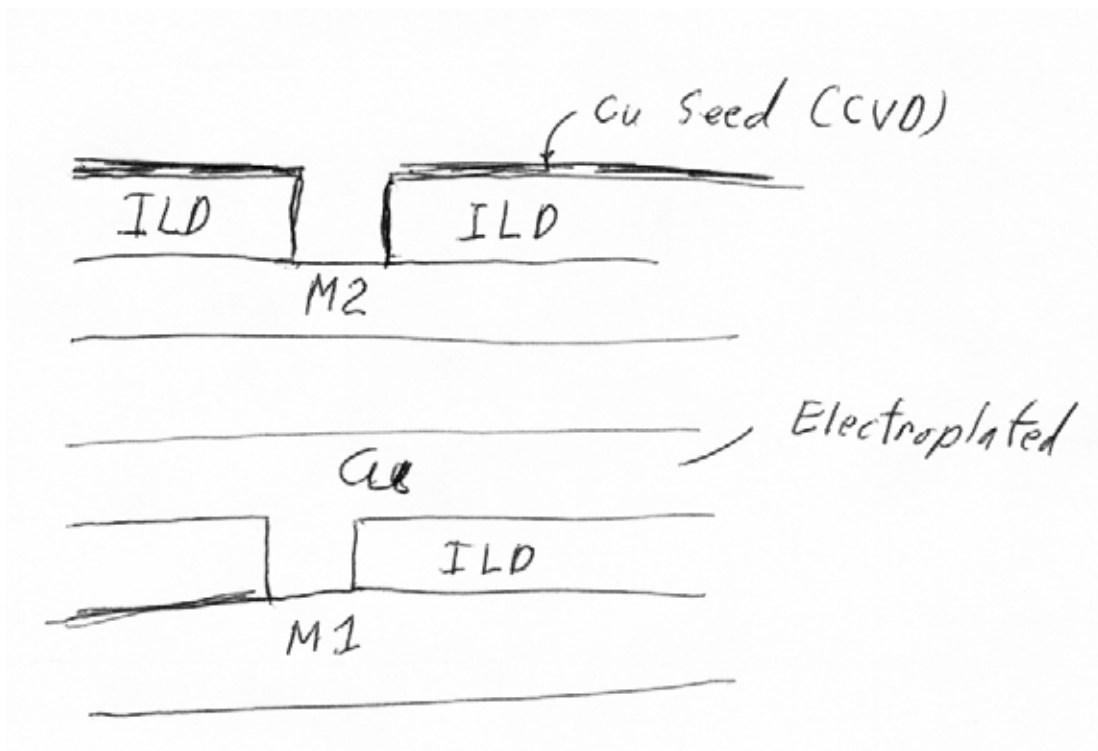 Cu Seed (CVD)
ILD ILD
M2
Electroplated
Cu
ILD
M1